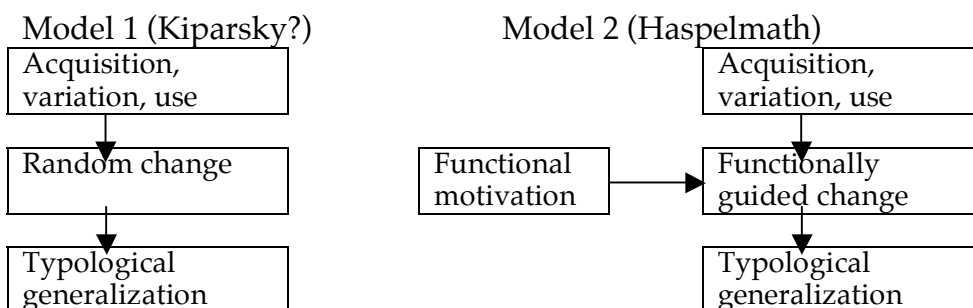 Model 1 (Kiparsky?)
Acquisition,
variation, use
Random change
Typological
generalization
Model 2 (Haspelmath)
Acquisition,
variation, use
Functional
motivation
Functionally
guided change
Typological
generalization